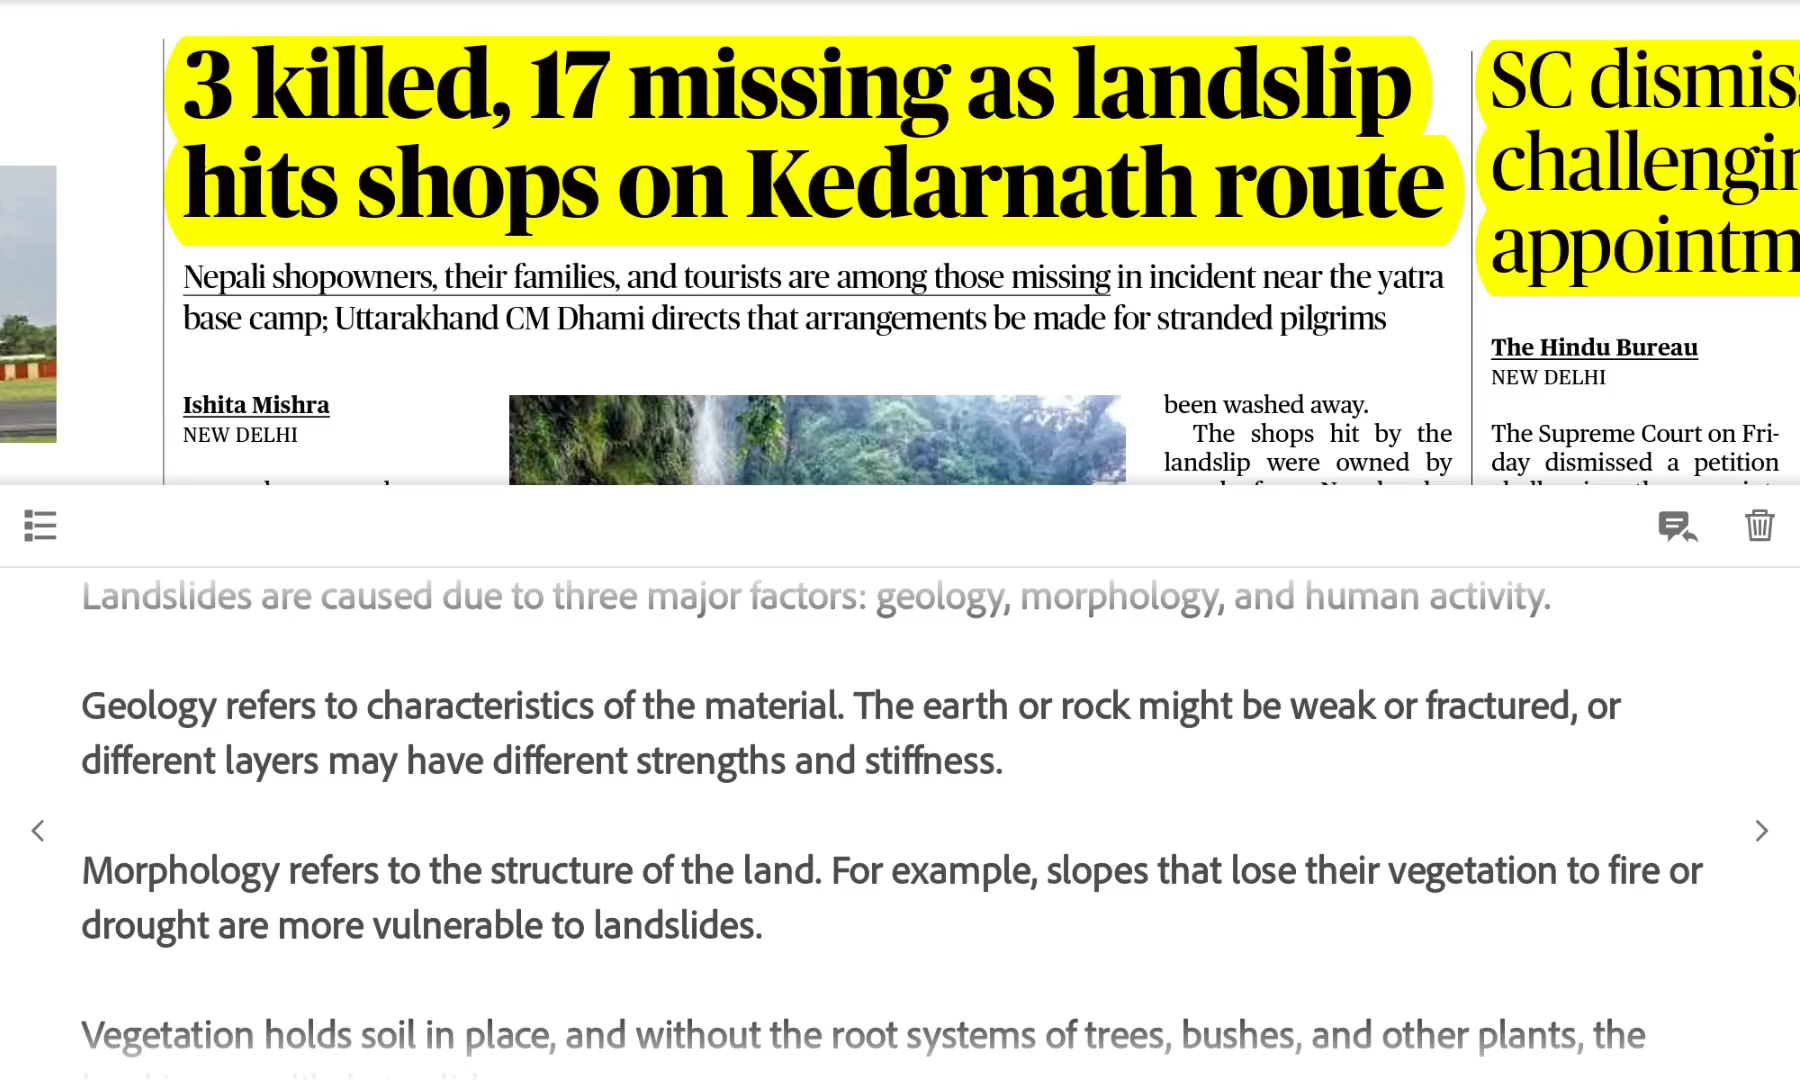 3 killed, 17 missing as landslip
hits shops on Kedarnath route
Nepali shopowners, their families, and tourists are among those missing in incident near the yatra
base camp; Uttarakhand CM Dhami directs that arrangements be made for stranded pilgrims
Ishita Mishra
NEW DELHI
been washed away.
The shops hit by the
landslip were owned by
SC dismis
challengin
appointm
The Hindu Bureau
NEW DELHI
The Supreme Court on Fri-
day dismissed a petition
Landslides are caused due to three major factors: geology, morphology, and human activity.
Geology refers to characteristics of the material. The earth or rock might be weak or fractured, or
different layers may have different strengths and stiffness.
Morphology refers to the structure of the land. For example, slopes that lose their vegetation to fire or
drought are more vulnerable to landslides.
Vegetation holds soil in place, and without the root systems of trees, bushes, and other plants, the